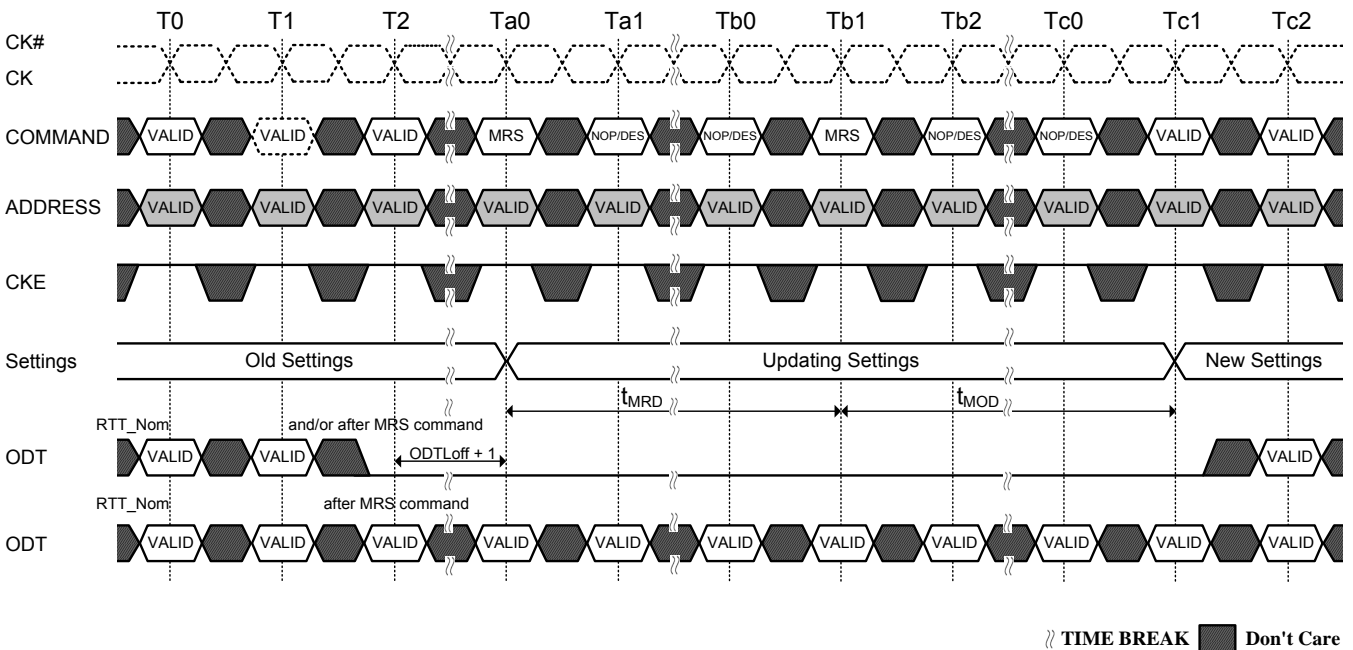 T0 T1 T2 Ta0 Ta1 Tb0 Tb1 Tb2 Tc0 Tc1 Tc2
CK#
CK
COMMAND VALID VALID VALID MRS NOP/DES NOP/DES MRS NOP/DES NOP/DES VALID VALID
ADDRESS VALID VALID VALID VALID VALID VALID VALID VALID VALID VALID VALID
CKE
Settings Old Settings Updating Settings New Settings
tMRD tMOD
RTT_Nom and/or after MRS command
ODT VALID VALID ODTLoff + 1 VALID
RTT_Nom after MRS command
ODT VALID VALID VALID VALID VALID VALID VALID VALID VALID VALID VALID
TIME BREAK Don't Care